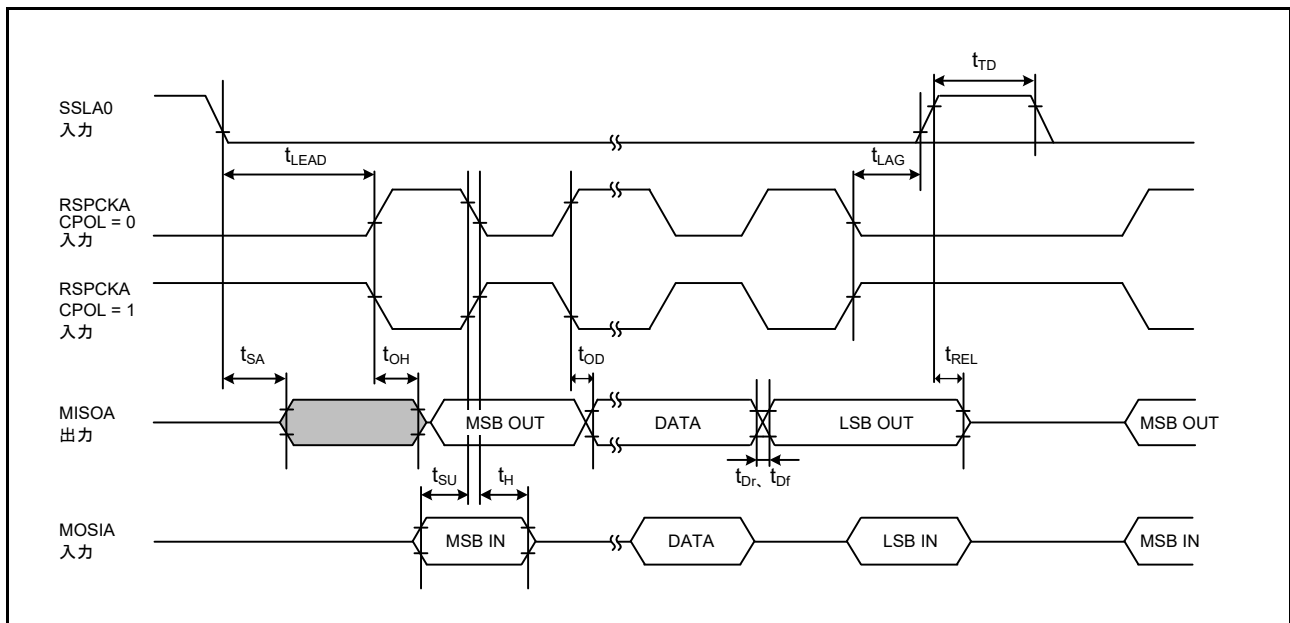 SSLA0
入力
tTD
tLEAD
tLAG
RSPCKA
CPOL = 0
入力
RSPCKA
CPOL = 1
入力
tSA
tOH
tOD
tREL
MISOA
出力
MSB OUT
DATA
LSB OUT
MSB OUT
tSU
tH
tDr、tDf
MOSIA
入力
MSB IN
DATA
LSB IN
MSB IN